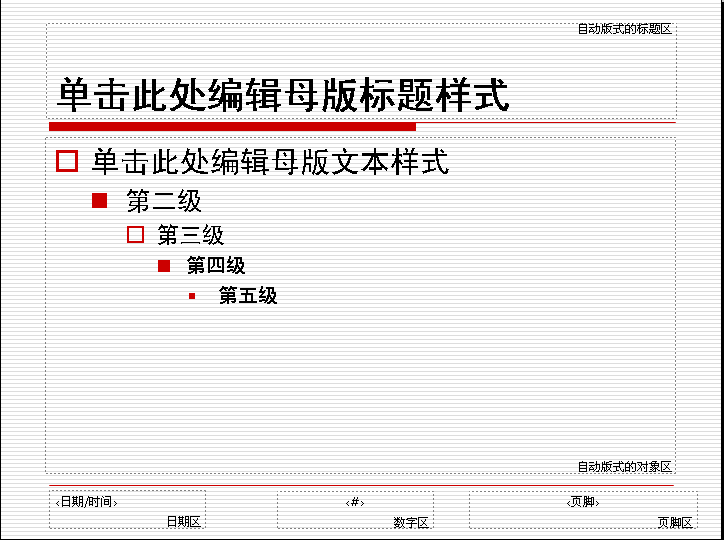 自动版式的标题区
单击此处编辑母版标题样式
单击此处编辑母版文本样式
第二级
第三级
第四级
第五级
自动版式的对象区
‹日期/时间›
日期区
‹#›
数字区
‹页脚›
页脚区